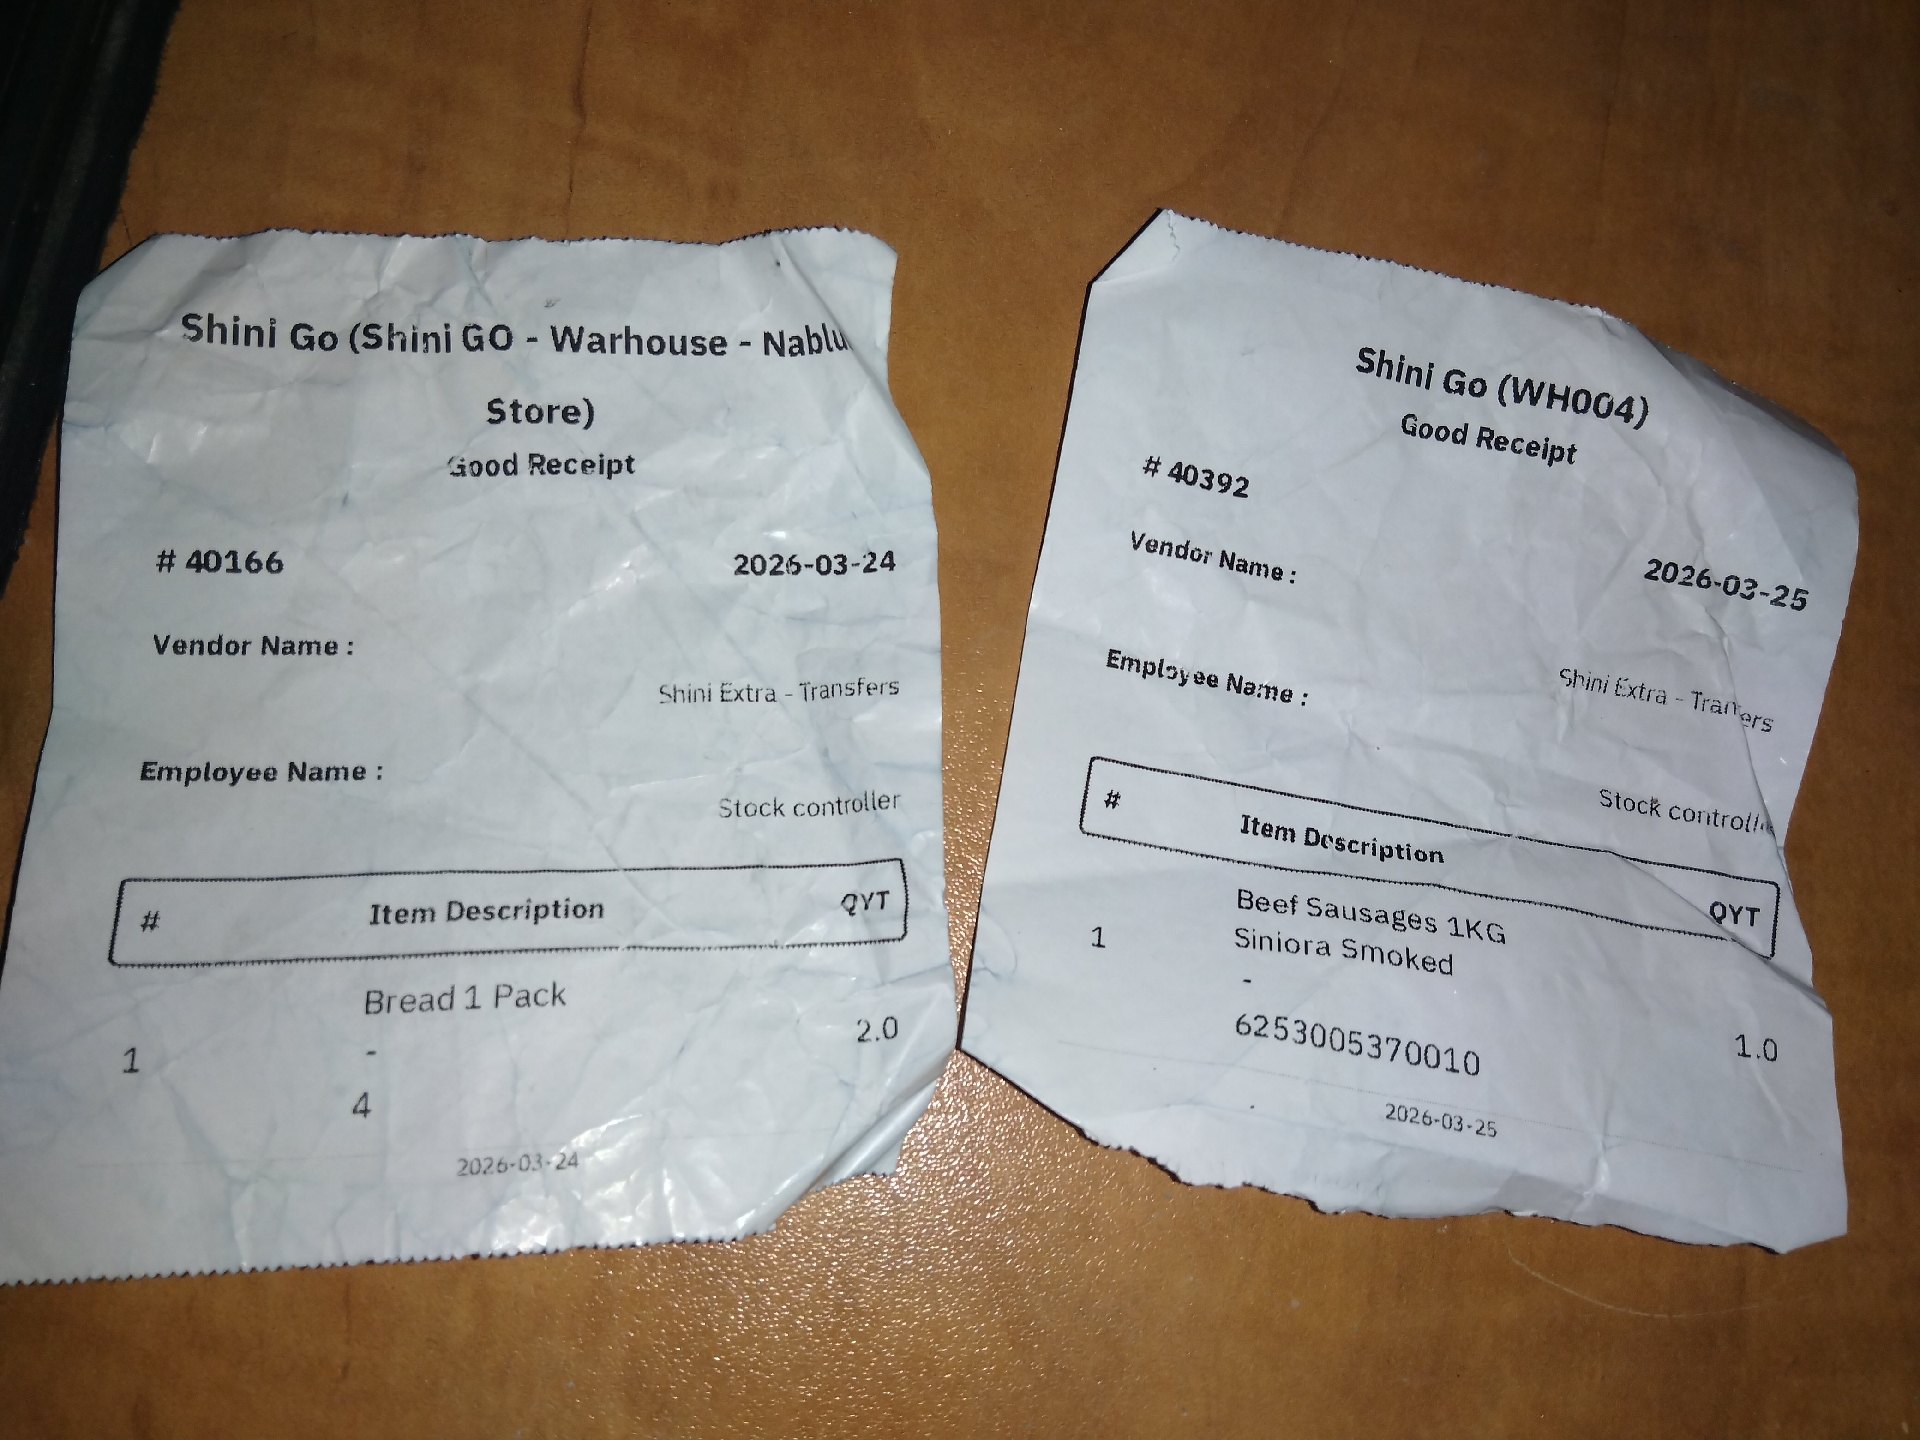 Shini Go (Shini GO - Warhouse - Nablu
Store)
Good Receipt
# 40166 2026-03-24
Vendor Name :
Shini Extra - Transfers
Employee Name :
Stock controller
# Item Description QYT
Bread 1 Pack
1 - 2.0
4
2026-03-24
Shini Go (WH004)
Good Receipt
# 40392
2026-03-25
Vendor Name :
Shini Extra -
Employee Name :
Stock
# Item Description QYT
Beef Sausages 1KG
1 Siniora Smoked
-
6253005370010 1.0
2026-03-25